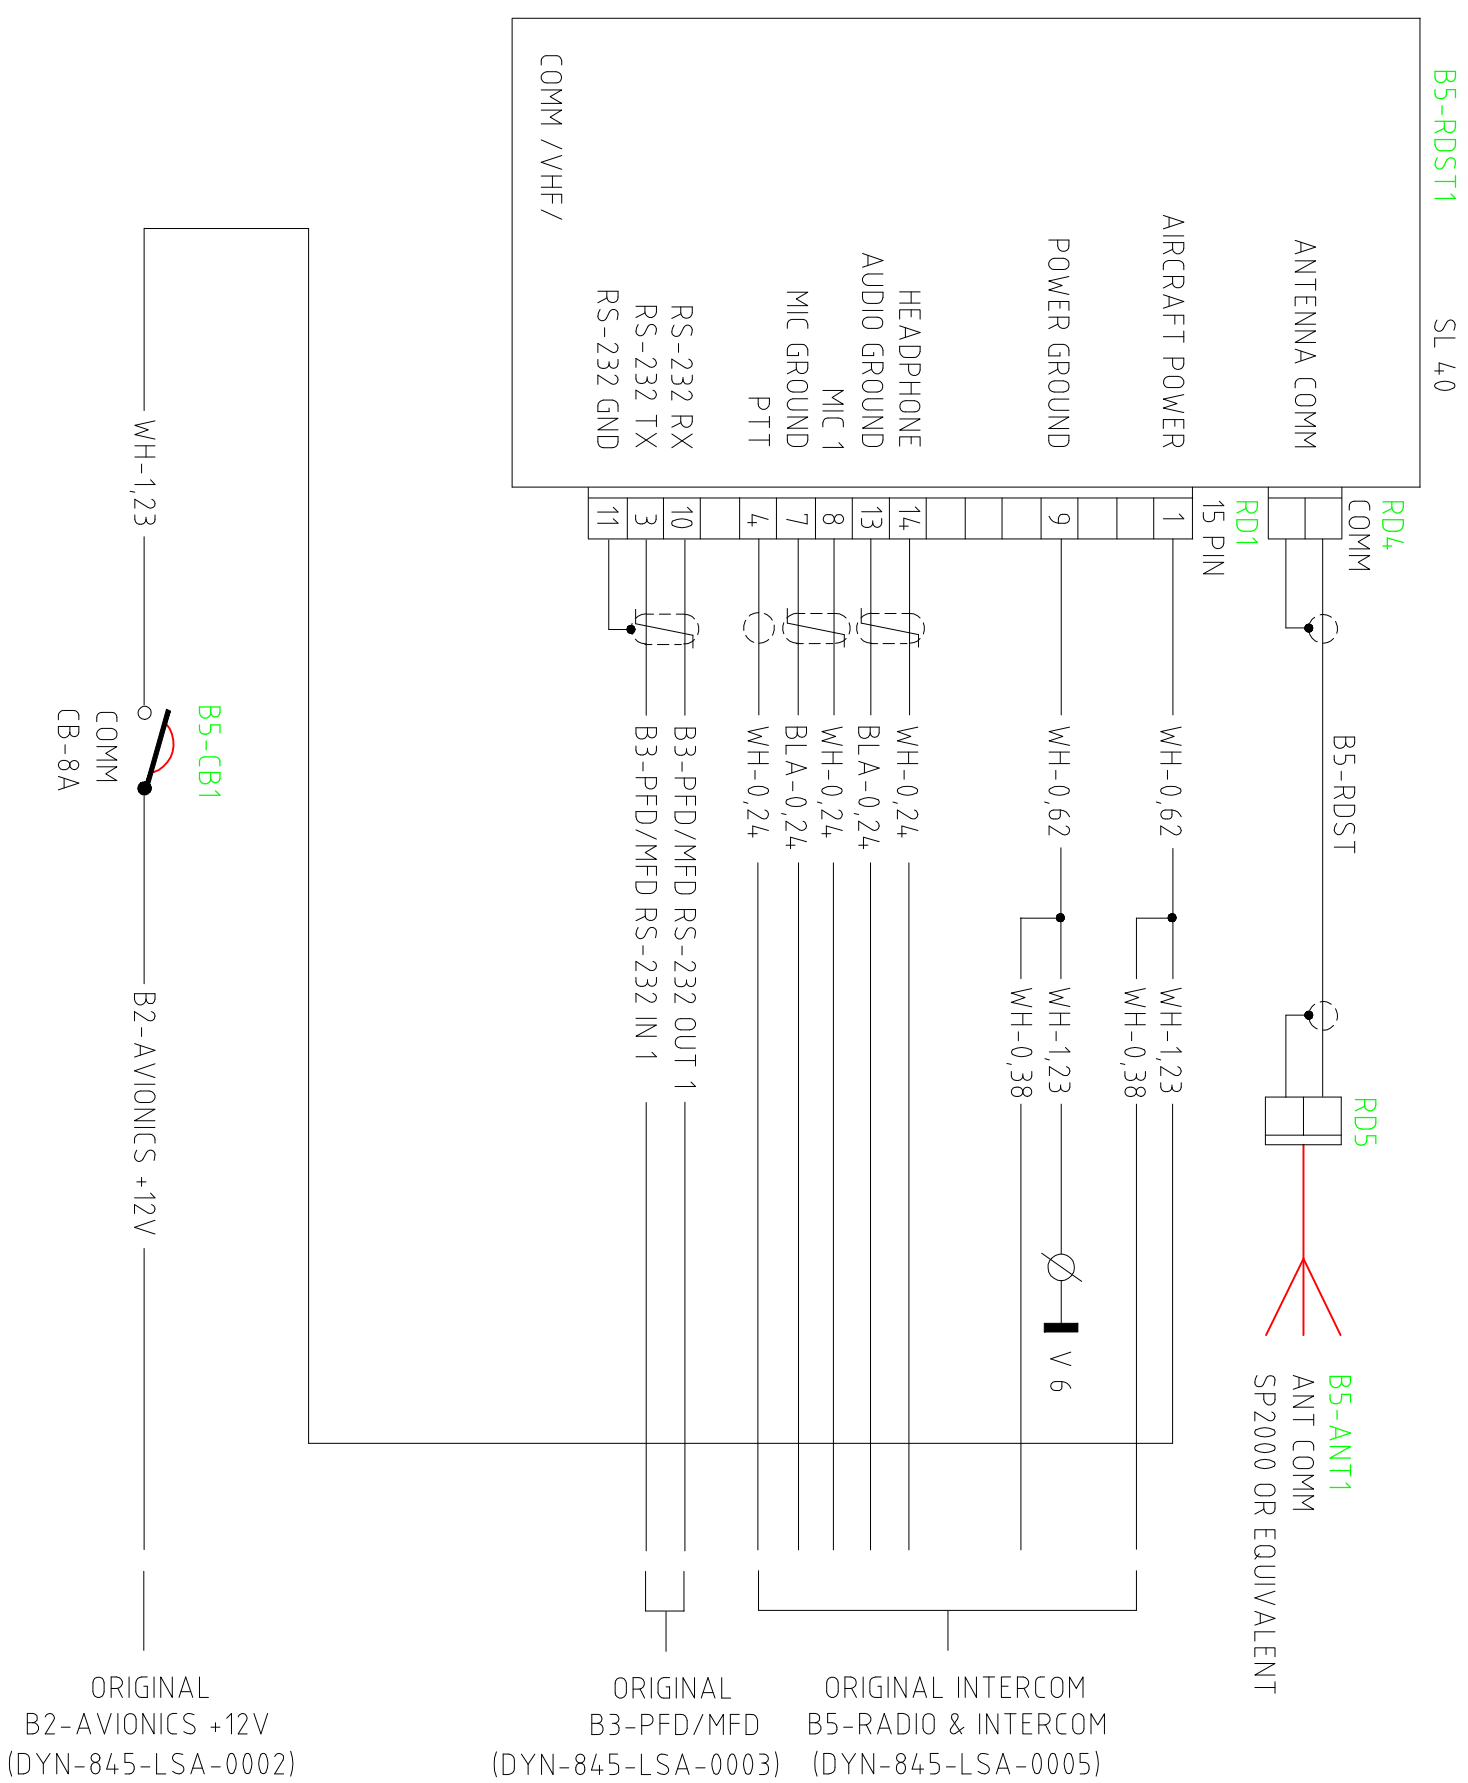 B5-RDST1
SL 40
COMM /VHF/
ANTENNA COMM
AIRCRAFT POWER
POWER GROUND
HEADPHONE
AUDIO GROUND
MIC 1
MIC GROUND
PTT
RS-232 RX
RS-232 TX
RS-232 GND
RD4
COMM
RD1
15 PIN
1
9
14
13
8
7
4
10
3
11
B5-RDST
WH-0,62
WH-0,62
WH-0,24
BLA-0,24
WH-0,24
BLA-0,24
WH-0,24
B3-PFD/MFD RS-232 OUT 1
B3-PFD/MFD RS-232 IN 1
WH-1,23
WH-0,38
WH-1,23
WH-0,38
RD5
V 6
B5-ANT1
ANT COMM
SP2000 OR EQUIVALENT
WH-1,23
B5-CB1
COMM
CB-8A
B2-AVIONICS +12V
ORIGINAL
B2-AVIONICS +12V
(DYN-845-LSA-0002)
ORIGINAL
B3-PFD/MFD
(DYN-845-LSA-0003)
ORIGINAL INTERCOM
B5-RADIO & INTERCOM
(DYN-845-LSA-0005)